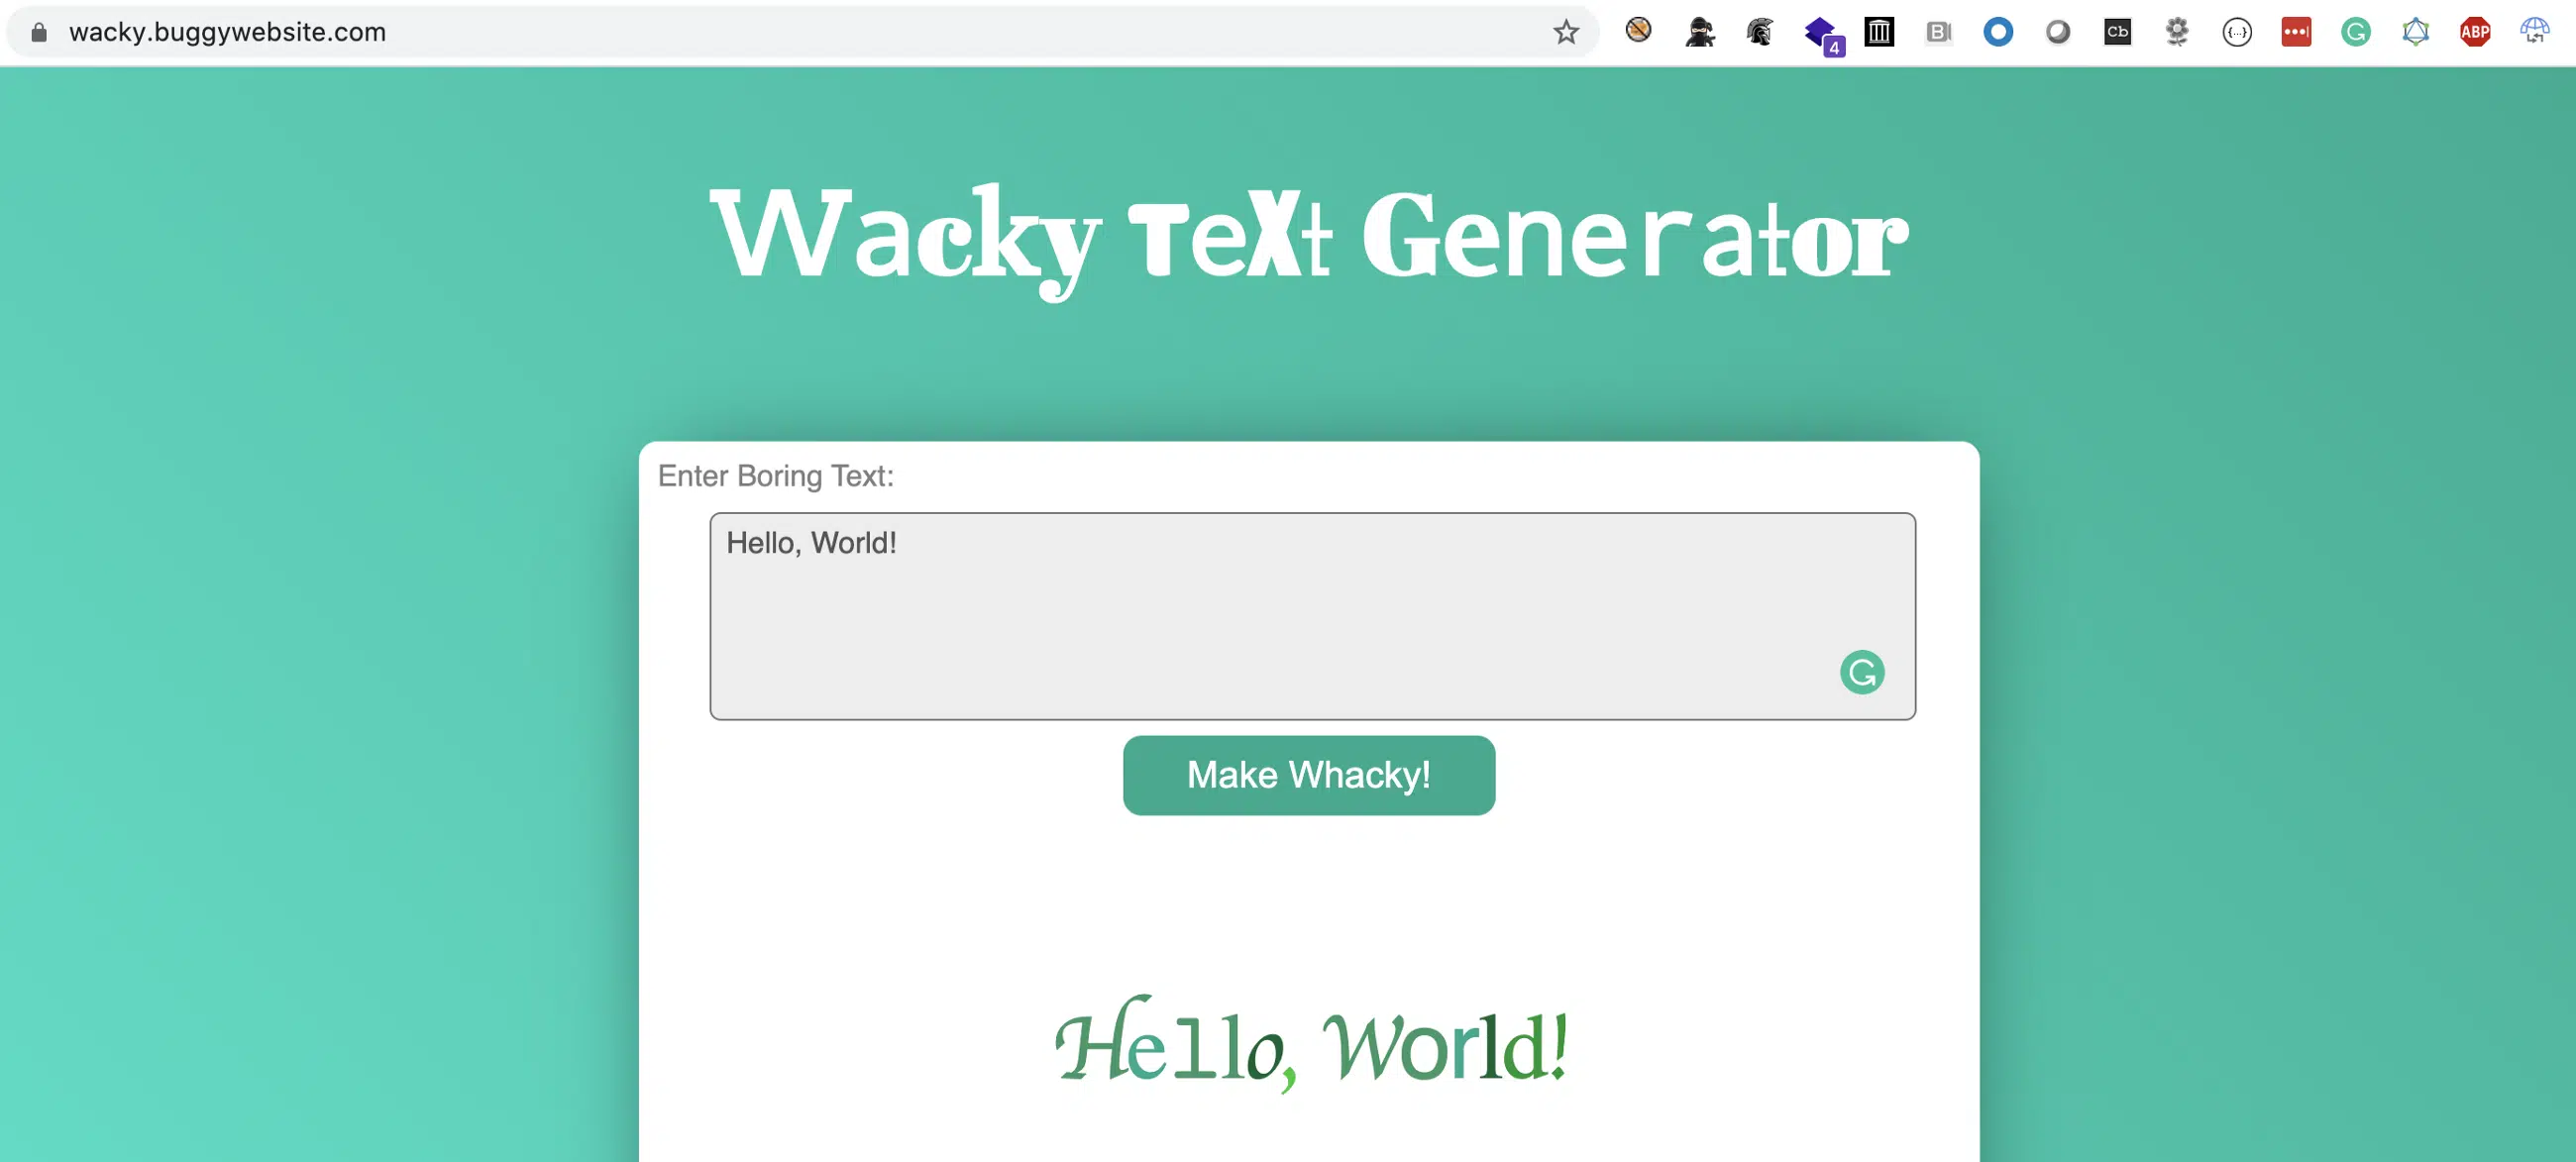 wacky.buggywebsite.com
4
B
Cb
{...}
ABP
Wacky TeXt Generator
Enter Boring Text:
Hello, World!
Make Whacky!
Hello, World!